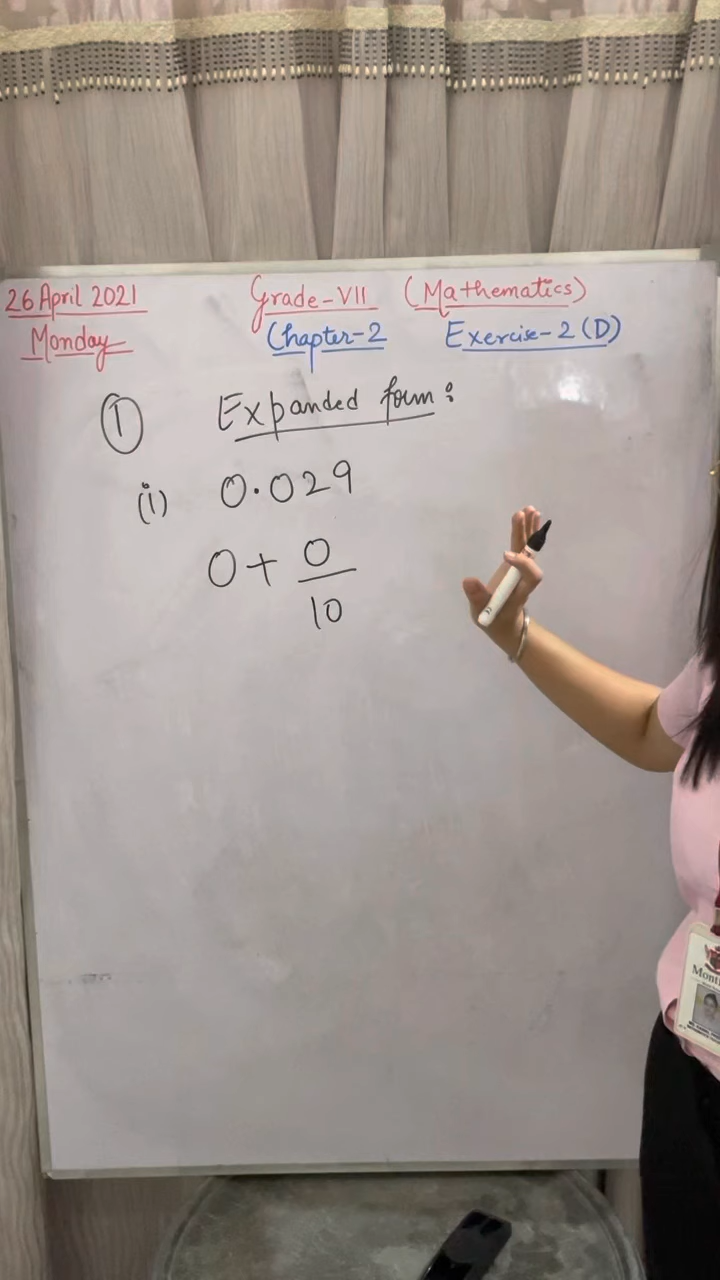 26 April 2021 Grade-VII (Mathematics)
Monday Chapter-2 Exercise-2(D)
① Expanded form:
(i) 0.029
0 + 0/10